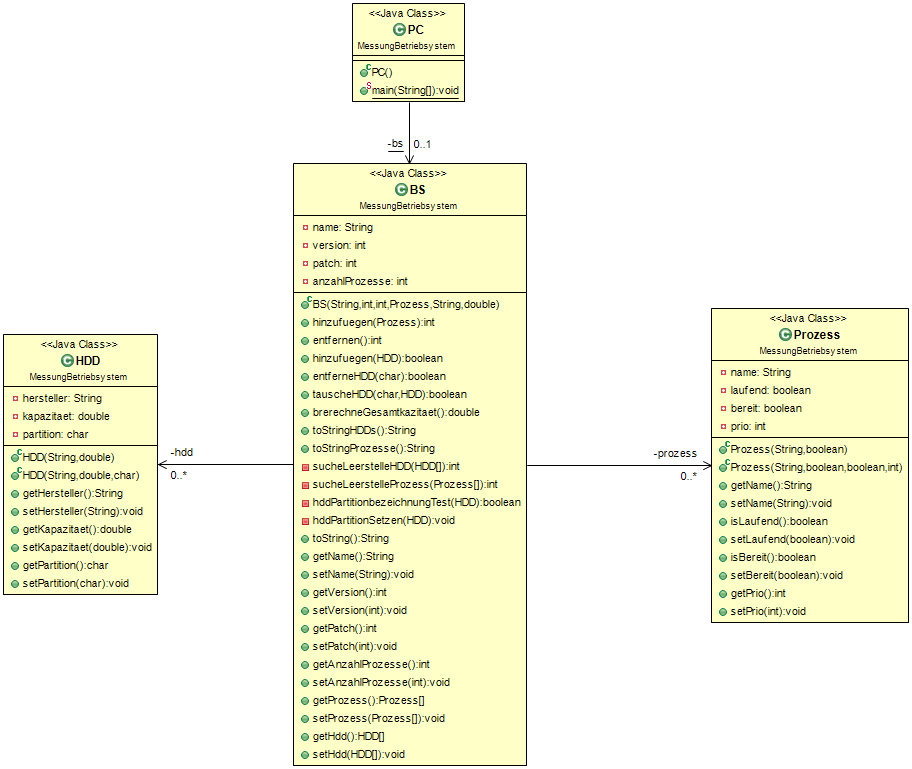 <<Java Class>>
PC
MessungBetriebsystem
PC()
main(String[]):void
-bs
0..1
<<Java Class>>
BS
MessungBetriebsystem
name: String
version: int
patch: int
anzahlProzesse: int
BS(String,int,int,Prozess,String,double)
hinzufuegen(Prozess):int
entfernen():int
hinzufuegen(HDD):boolean
entferneHDD(char):boolean
tauscheHDD(char,HDD):boolean
brerechneGesamtkazitaet():double
toStringHDDs():String
toStringProzesse():String
sucheLeerstelleHDD(HDD[]):int
sucheLeerstelleProzess(Prozess[]):int
hddPartitionbezeichnungTest(HDD):boolean
hddPartitionSetzen(HDD):void
toString():String
getName():String
setName(String):void
getVersion():int
setVersion(int):void
getPatch():int
setPatch(int):void
getAnzahlProzesse():int
setAnzahlProzesse(int):void
getProzess():Prozess[]
setProzess(Prozess[]):void
getHdd():HDD[]
setHdd(HDD[]):void
-hdd
0..*
<<Java Class>>
HDD
MessungBetriebsystem
hersteller: String
kapazitaet: double
partition: char
HDD(String,double)
HDD(String,double,char)
getHersteller():String
setHersteller(String):void
getKapazitaet():double
setKapazitaet(double):void
getPartition():char
setPartition(char):void
-prozess
0..*
<<Java Class>>
Prozess
MessungBetriebsystem
name: String
laufend: boolean
bereit: boolean
prio: int
Prozess(String,boolean)
Prozess(String,boolean,boolean,int)
getName():String
setName(String):void
isLaufend():boolean
setLaufend(boolean):void
isBereit():boolean
setBereit(boolean):void
getPrio():int
setPrio(int):void